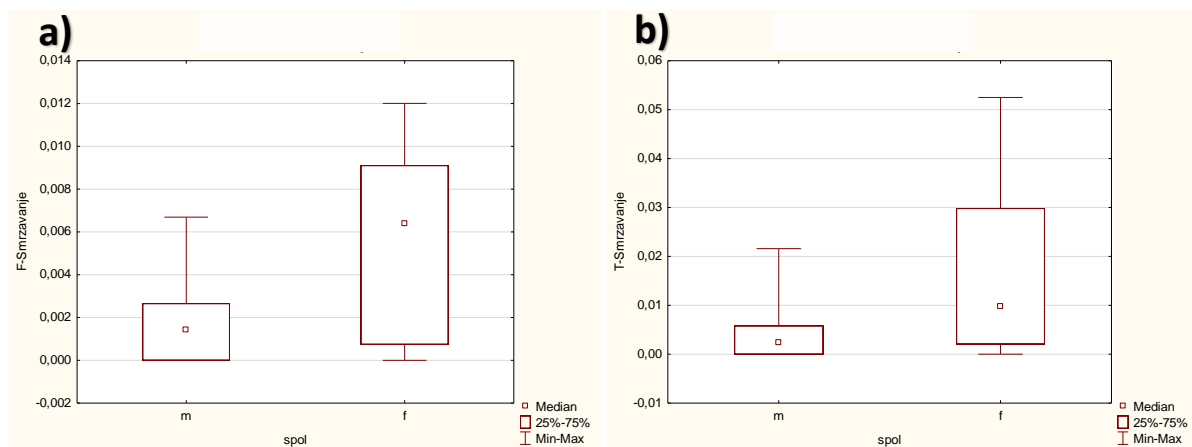 a)
0,014
0,012
0,010
0,008
0,006
0,004
0,002
0,000
-0,002
F-Smrzavanje
m
f
spol
Median
25%-75%
Min-Max
b)
0,06
0,05
0,04
0,03
0,02
0,01
0,00
-0,01
T-Smrzavanje
m
f
spol
Median
25%-75%
Min-Max